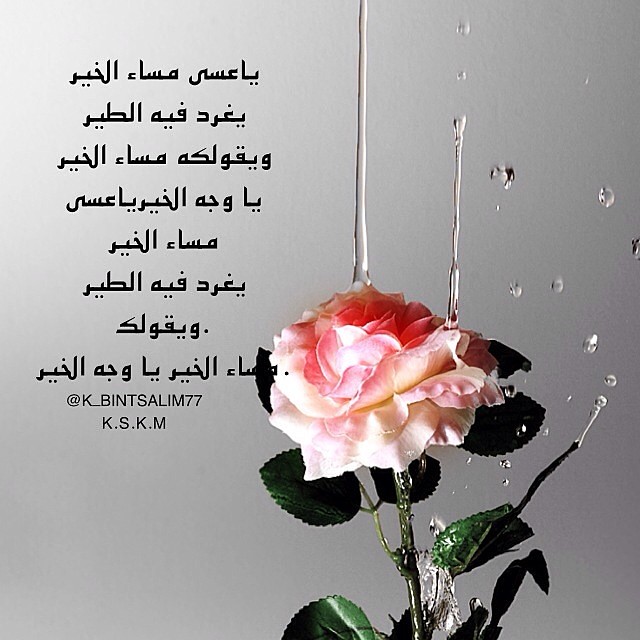 ياعسى مساء الخير
يغرد فيه الطير
ويقولكه مساء الخير
يا وجه الخيرياعسى
مساء الخير
يغرد فيه الطير
ويقولك.
مساء الخير يا وجه الخير.
@K_BINTSALIM77
K.S.K.M